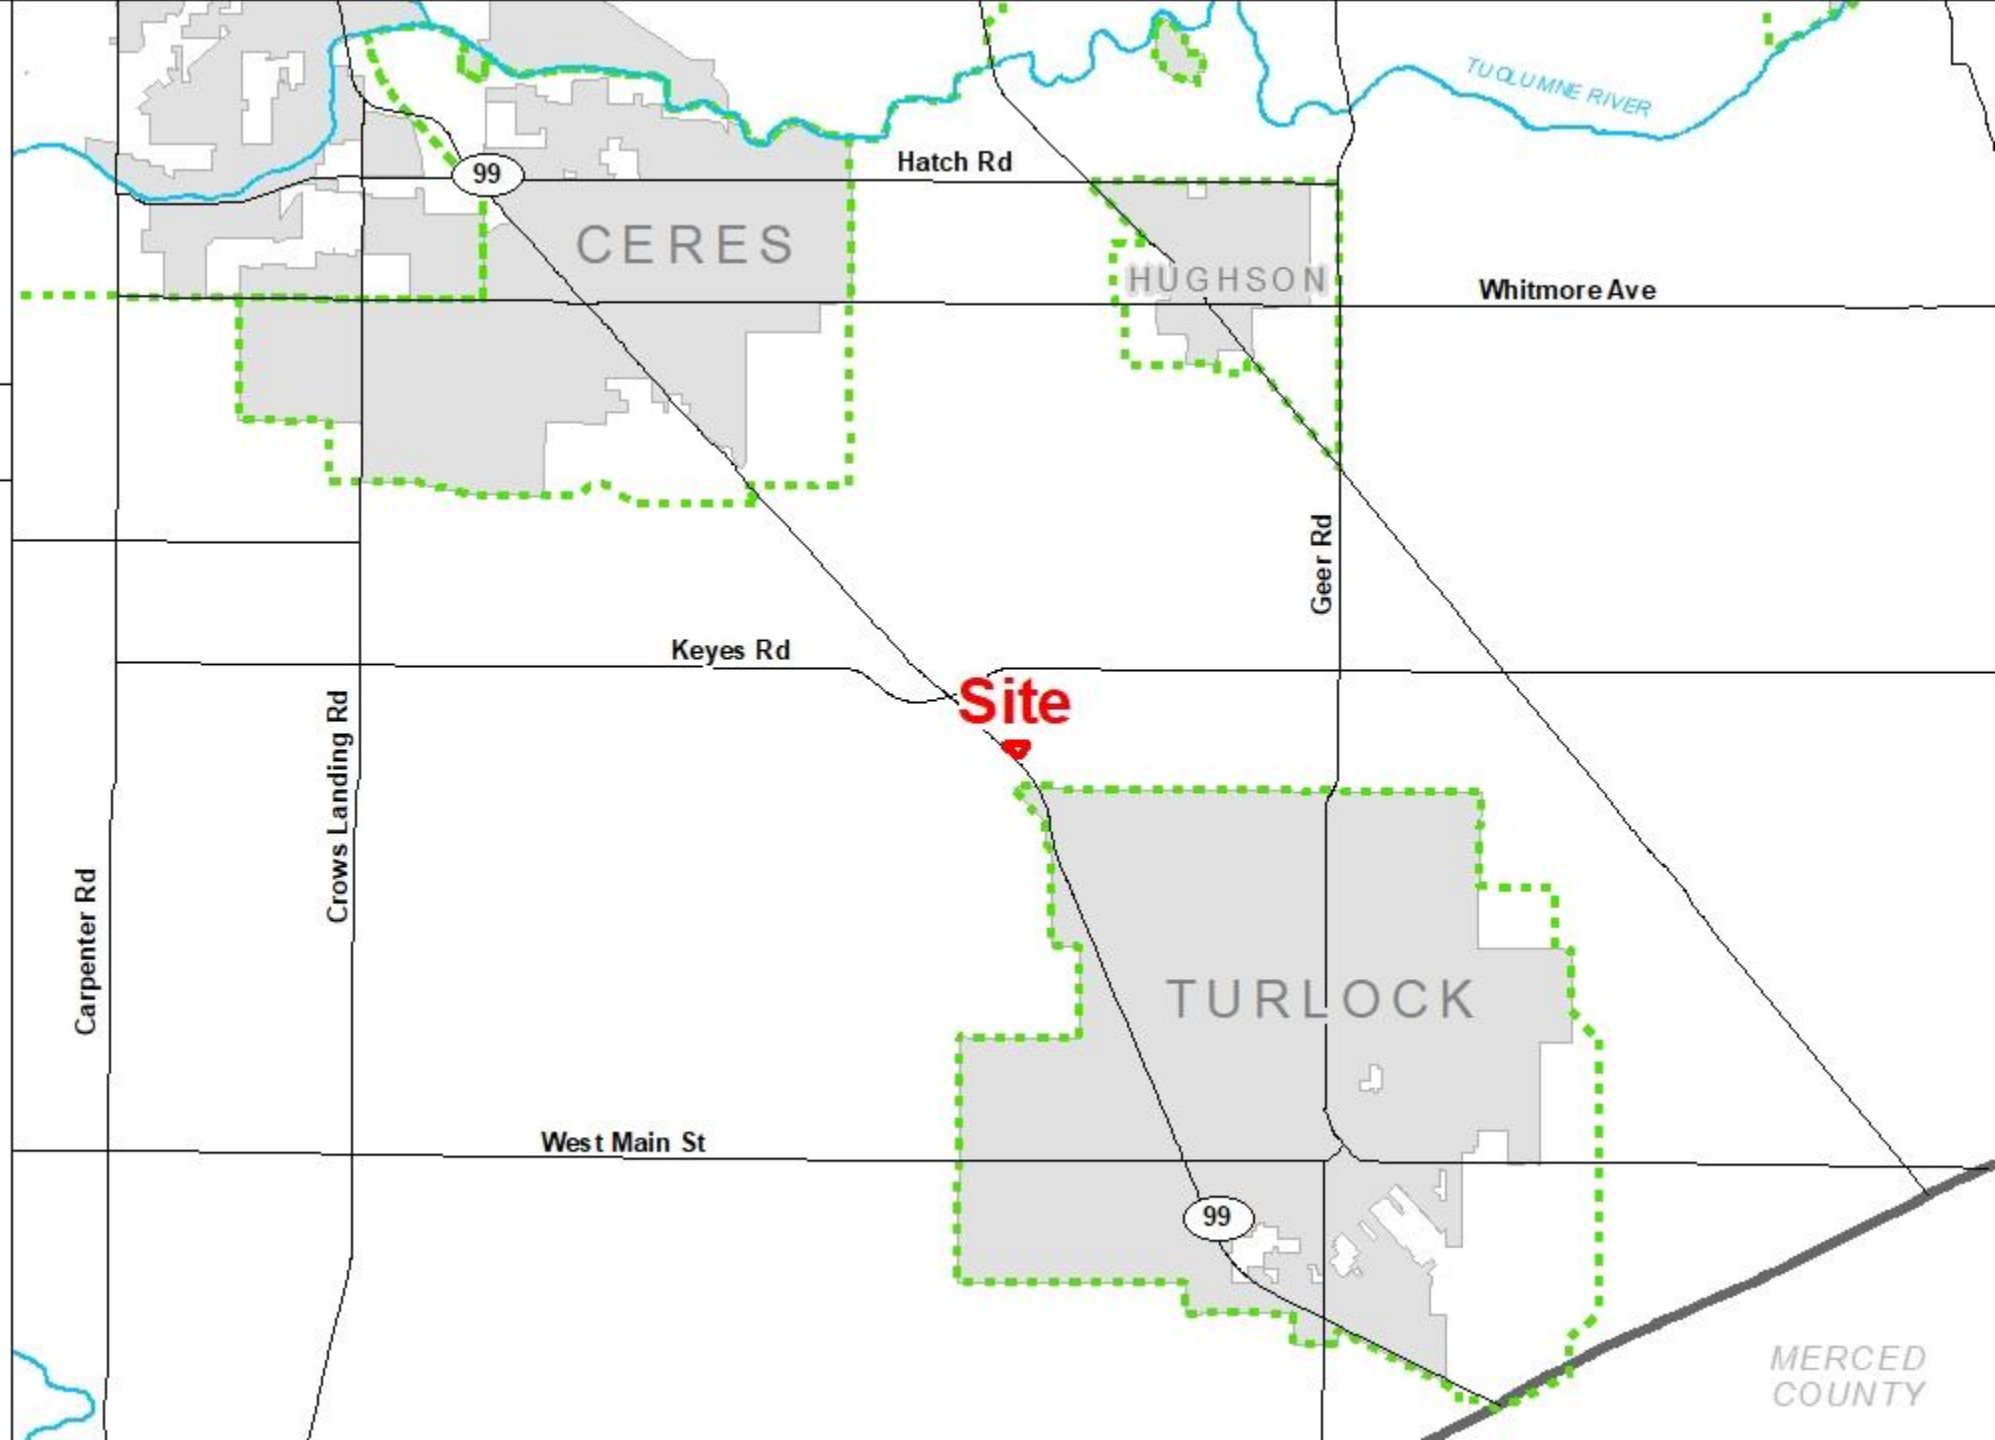 TUOLUMNE RIVER
Hatch Rd
99
CERES
HUGHSON
Whitmore Ave
Geer Rd
Keyes Rd
Site
Crows Landing Rd
Carpenter Rd
TURLOCK
West Main St
99
MERCED
COUNTY